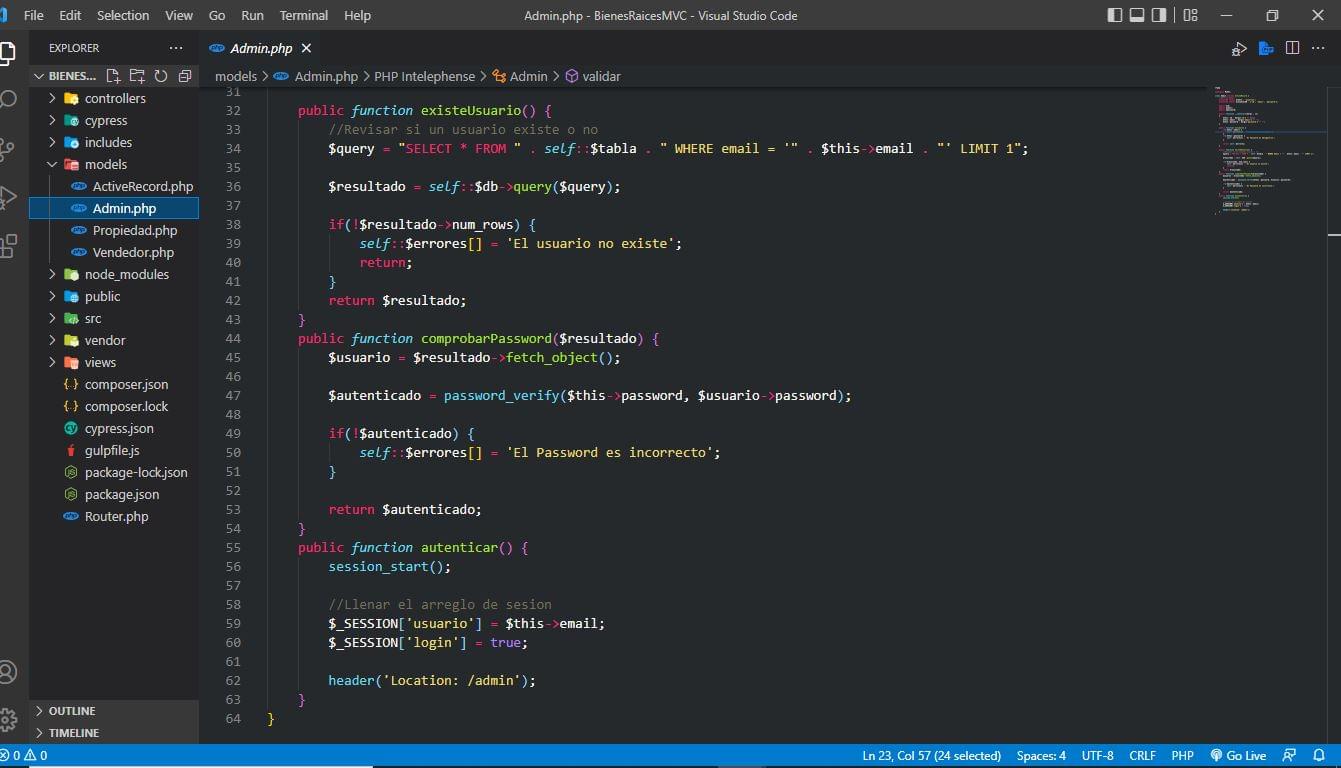 File Edit Selection View Go Run Terminal Help Admin.php - BienesRaicesMVC - Visual Studio Code
EXPLORER
BIENES...
controllers
cypress
includes
models
ActiveRecord.php
Admin.php
Propiedad.php
Vendedor.php
node_modules
public
src
vendor
views
composer.json
composer.lock
cypress.json
gulpfile.js
package-lock.json
package.json
Router.php
OUTLINE
TIMELINE
Admin.php
models > Admin.php > PHP Intelephense > Admin > validar
31
32 public function existeUsuario() {
33 //Revisar si un usuario existe o no
34 $query = "SELECT * FROM " . self::$tabla . " WHERE email = '" . $this->email . "' LIMIT 1";
35
36 $resultado = self::$db->query($query);
37
38 if(!$resultado->num_rows) {
39 self::$errores[] = 'El usuario no existe';
40 return;
41 }
42 return $resultado;
43 }
44 public function comprobarPassword($resultado) {
45 $usuario = $resultado->fetch_object();
46
47 $autenticado = password_verify($this->password, $usuario->password);
48
49 if(!$autenticado) {
50 self::$errores[] = 'El Password es incorrecto';
51 }
52
53 return $autenticado;
54 }
55 public function autenticar() {
56 session_start();
57
58 //Llenar el arreglo de sesion
59 $_SESSION['usuario'] = $this->email;
60 $_SESSION['login'] = true;
61
62 header('Location: /admin');
63 }
64 }
0 0 Ln 23, Col 57 (24 selected) Spaces: 4 UTF-8 CRLF PHP Go Live